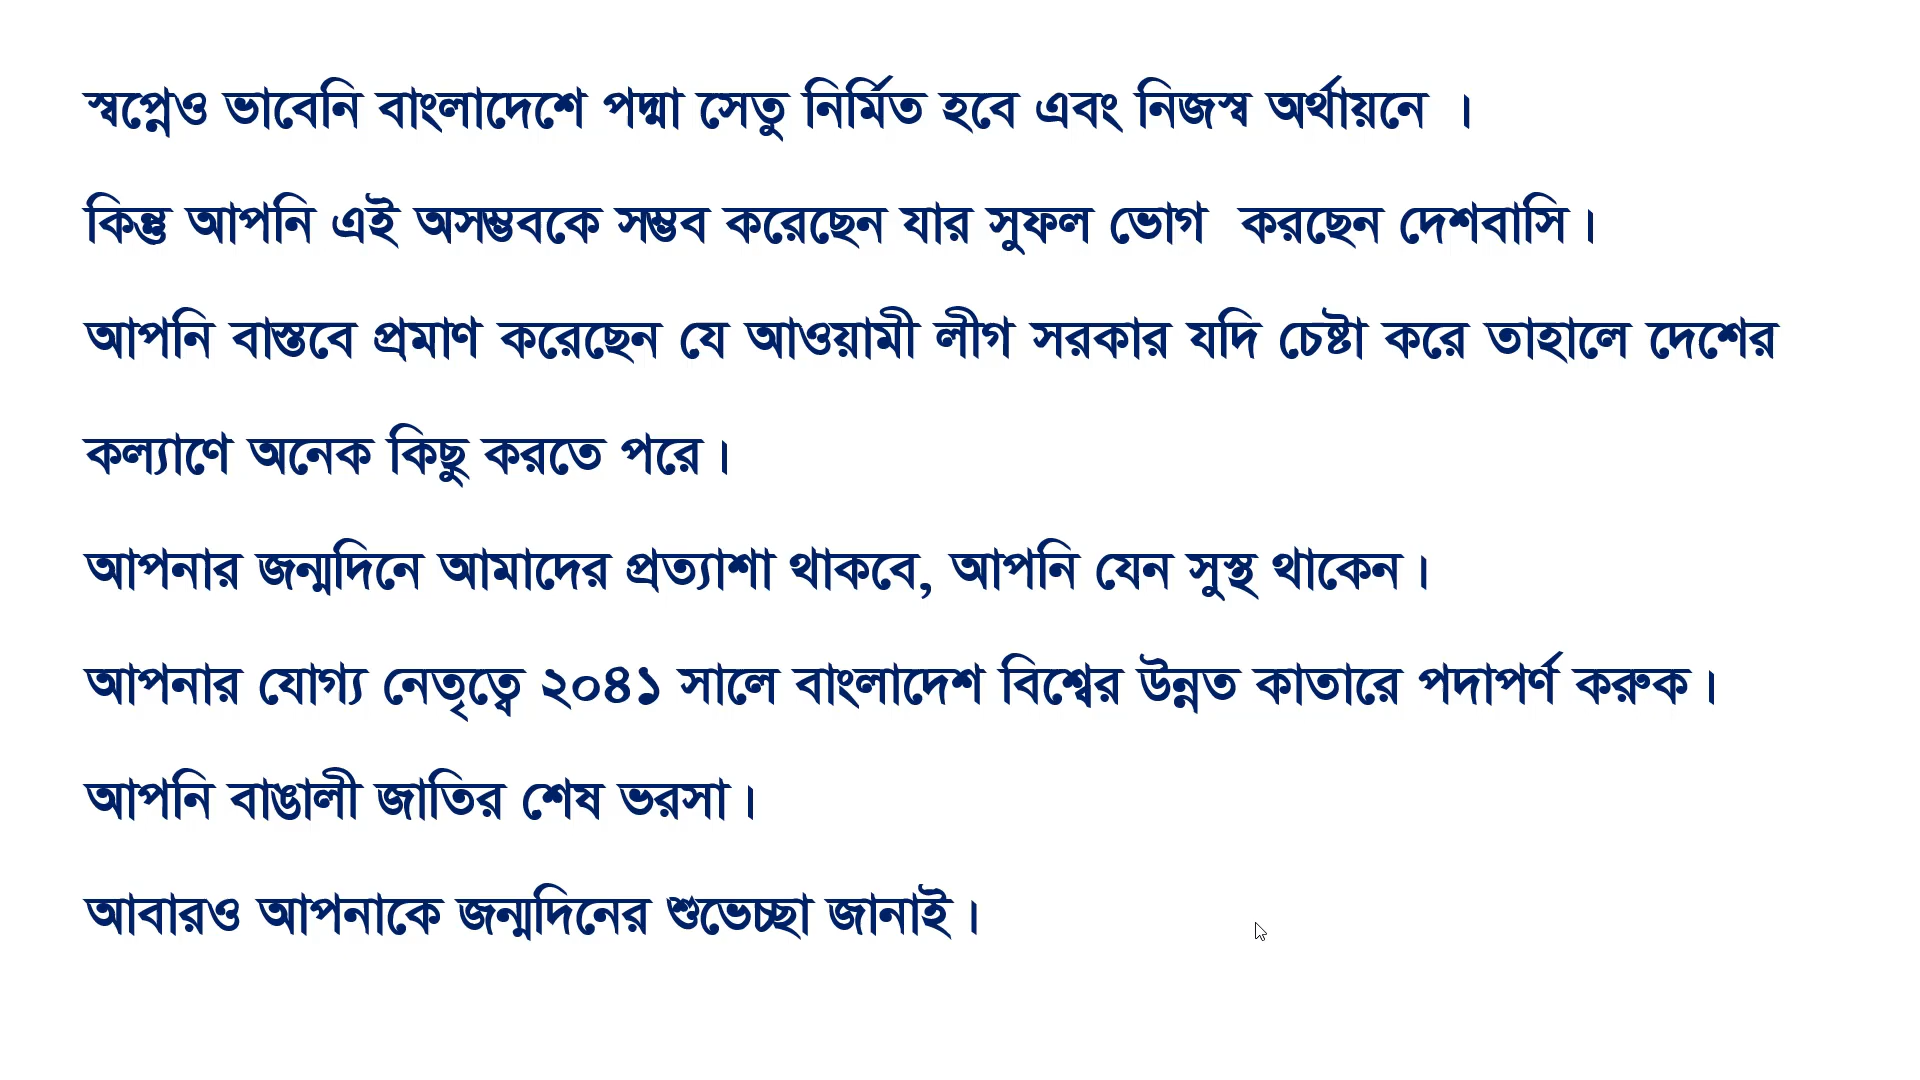 স্বপ্নেও ভাবেনি বাংলাদেশে পদ্মা সেতু নির্মিত হবে এবং নিজস্ব অর্থায়নে ।
কিন্তু আপনি এই অসম্ভবকে সম্ভব করেছেন যার সুফল ভোগ করছেন দেশবাসি।
আপনি বাস্তবে প্রমাণ করেছেন যে আওয়ামী লীগ সরকার যদি চেষ্টা করে তাহালে দেশের
কল্যাণে অনেক কিছু করতে পরে।
আপনার জন্মদিনে আমাদের প্রত্যাশা থাকবে, আপনি যেন সুস্থ থাকেন।
আপনার যোগ্য নেতৃত্বে ২০৪১ সালে বাংলাদেশ বিশ্বের উন্নত কাতারে পদাপর্ণ করুক।
আপনি বাঙালী জাতির শেষ ভরসা।
আবারও আপনাকে জন্মদিনের শুভেচ্ছা জানাই।